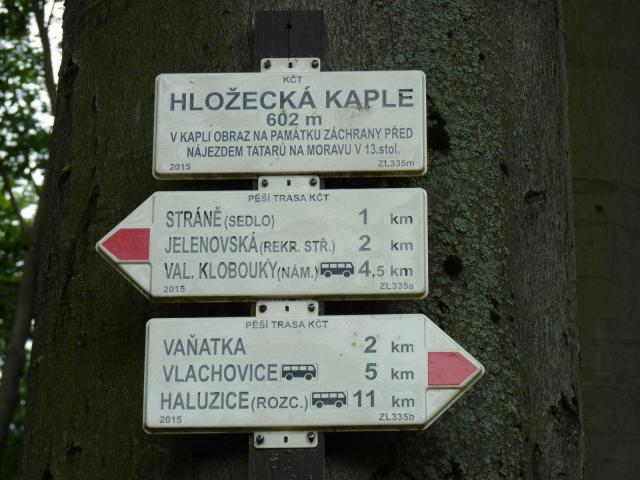 KČT
HLOŽECKÁ KAPLE
602 m
V KAPLI OBRAZ NA PAMÁTKU ZÁCHRANY PŘED
NÁJEZDEM TATARŮ NA MORAVU V 13.stol.
2015 ZL335m
PĚŠÍ TRASA KČT
STRÁNĚ (SEDLO) 1 km
JELENOVSKÁ (REKR. STŘ.) 2 km
VAL. KLOBOUKY (NÁM.) 4,5 km
2015 ZL335a
PĚŠÍ TRASA KČT
VAŇATKA 2 km
VLACHOVICE 5 km
HALUZICE (ROZC.) 11 km
2015 ZL335b